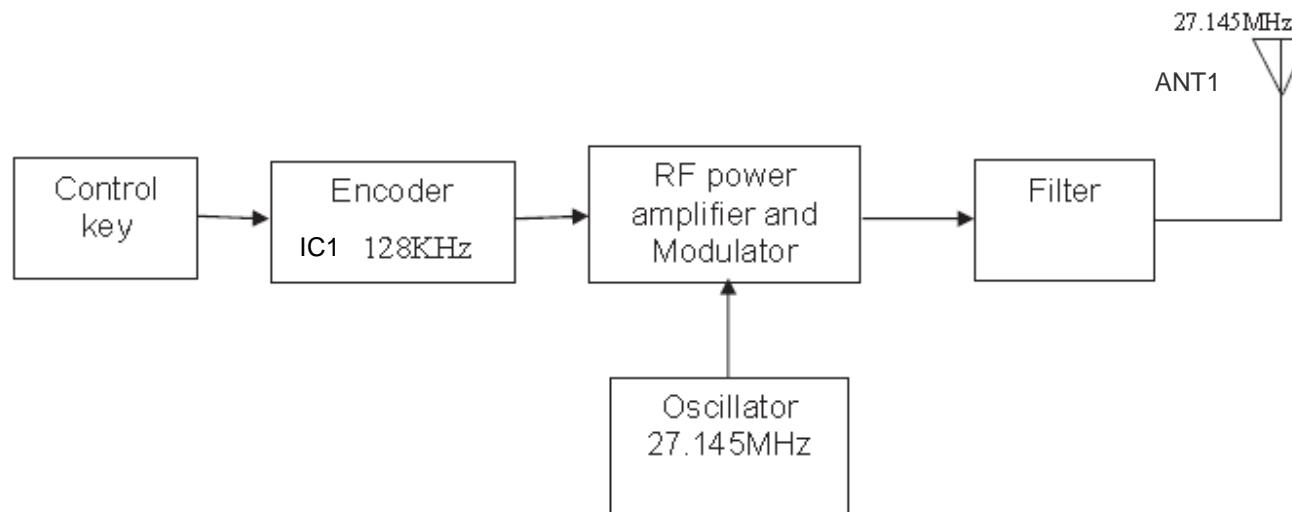 27.145MHz
ANT1
Control
key
Encoder
IC1 128KHz
RF power
amplifier and
Modulator
Filter
Oscillator
27.145MHz